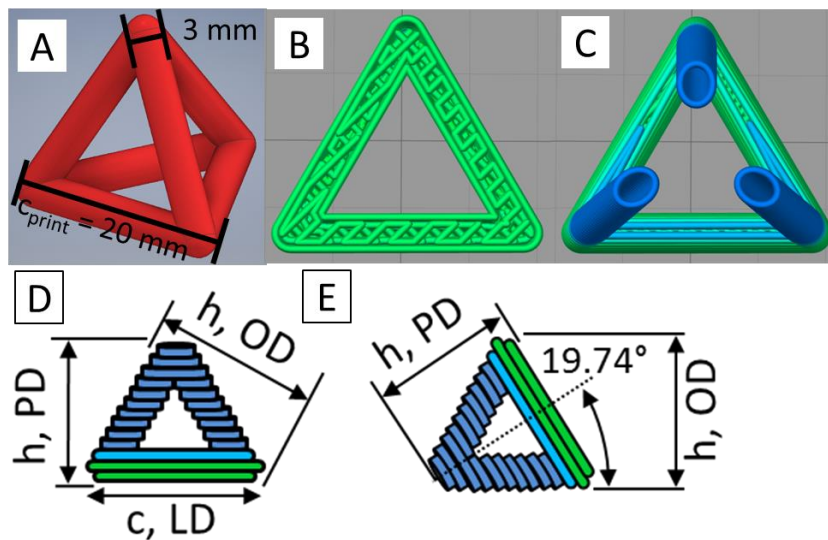 A
3 mm
c_print = 20 mm
B
C
D
h, OD
h, PD
c, LD
E
h, PD
19.74°
h, OD